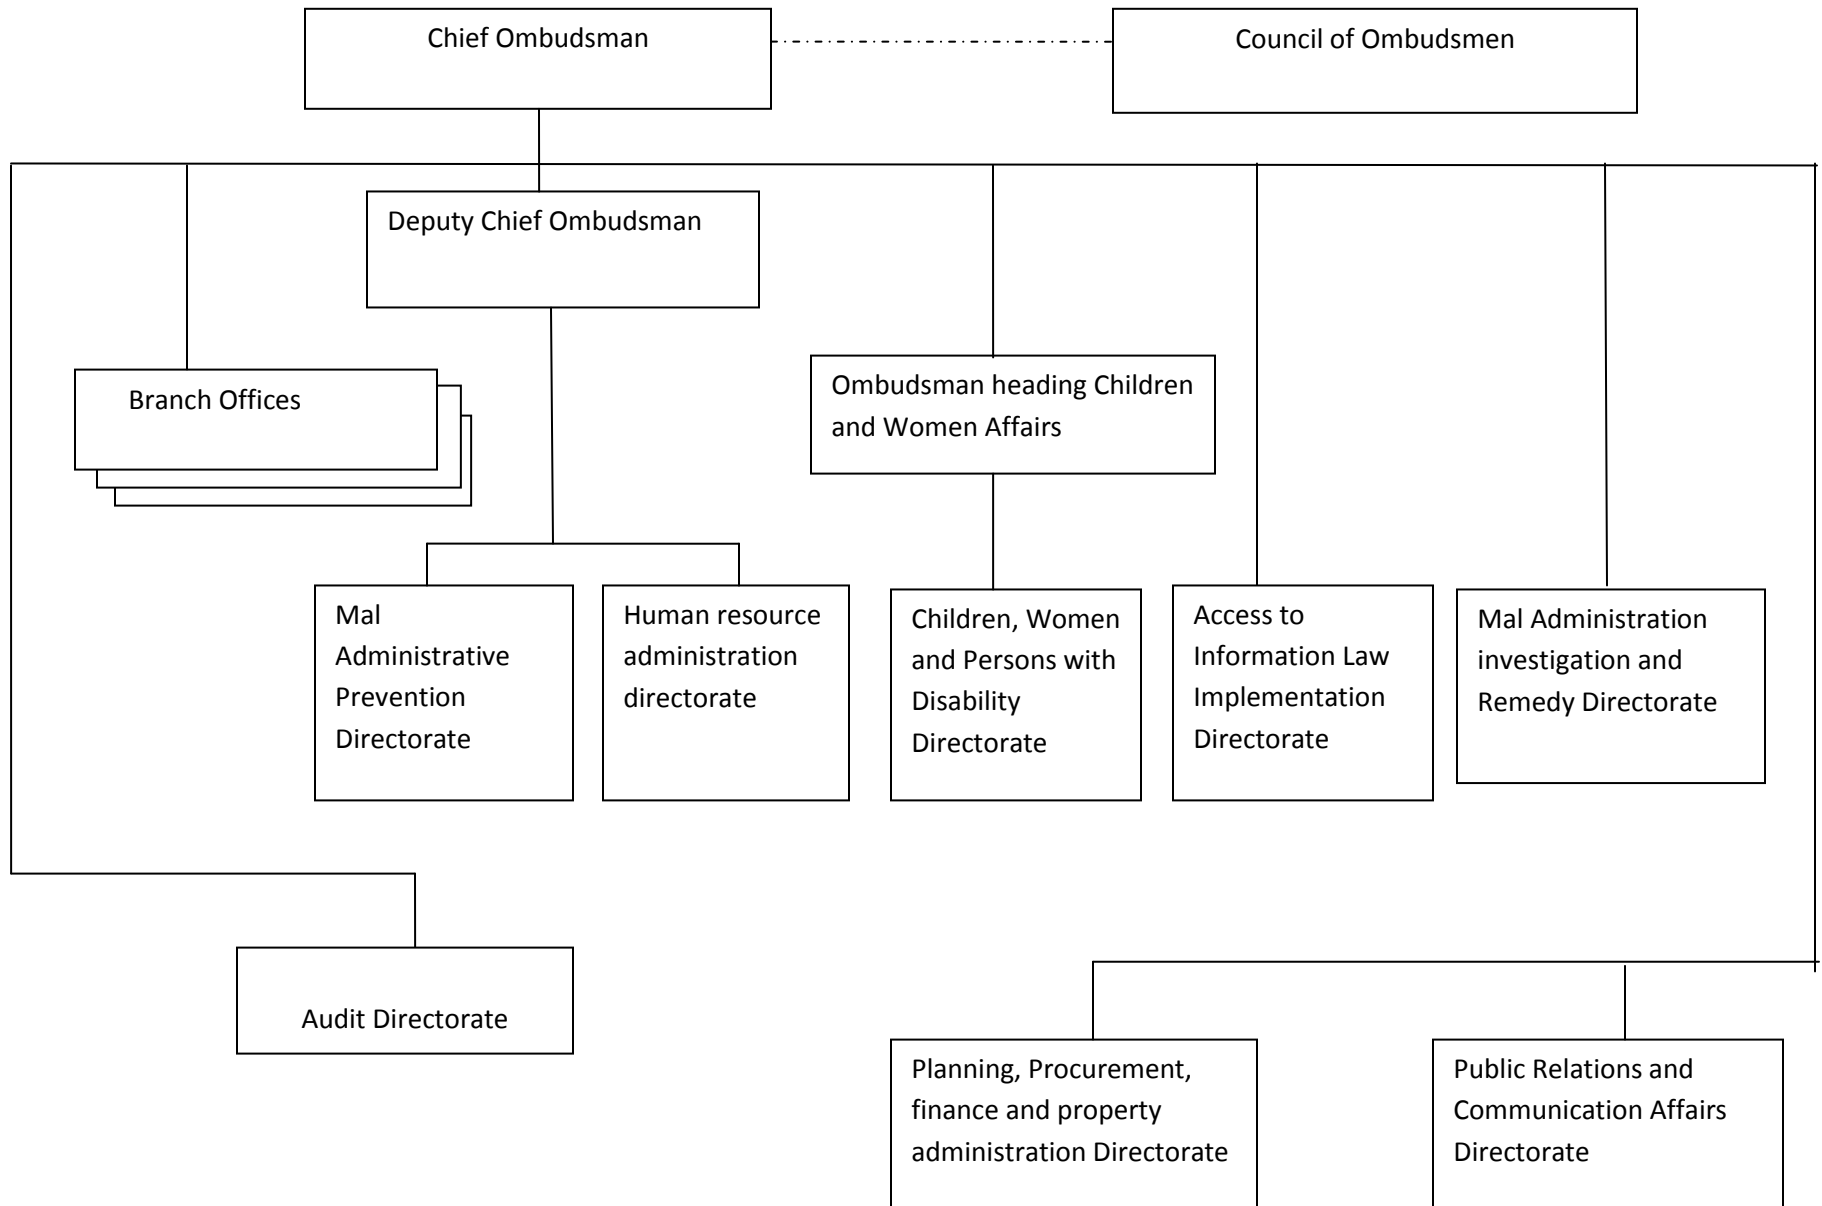 Chief Ombudsman
Council of Ombudsmen
Deputy Chief Ombudsman
Branch Offices
Ombudsman heading Children
and Women Affairs
Mal
Administrative
Prevention
Directorate
Human resource
administration
directorate
Children, Women
and Persons with
Disability
Directorate
Access to
Information Law
Implementation
Directorate
Mal Administration
investigation and
Remedy Directorate
Audit Directorate
Planning, Procurement,
finance and property
administration Directorate
Public Relations and
Communication Affairs
Directorate